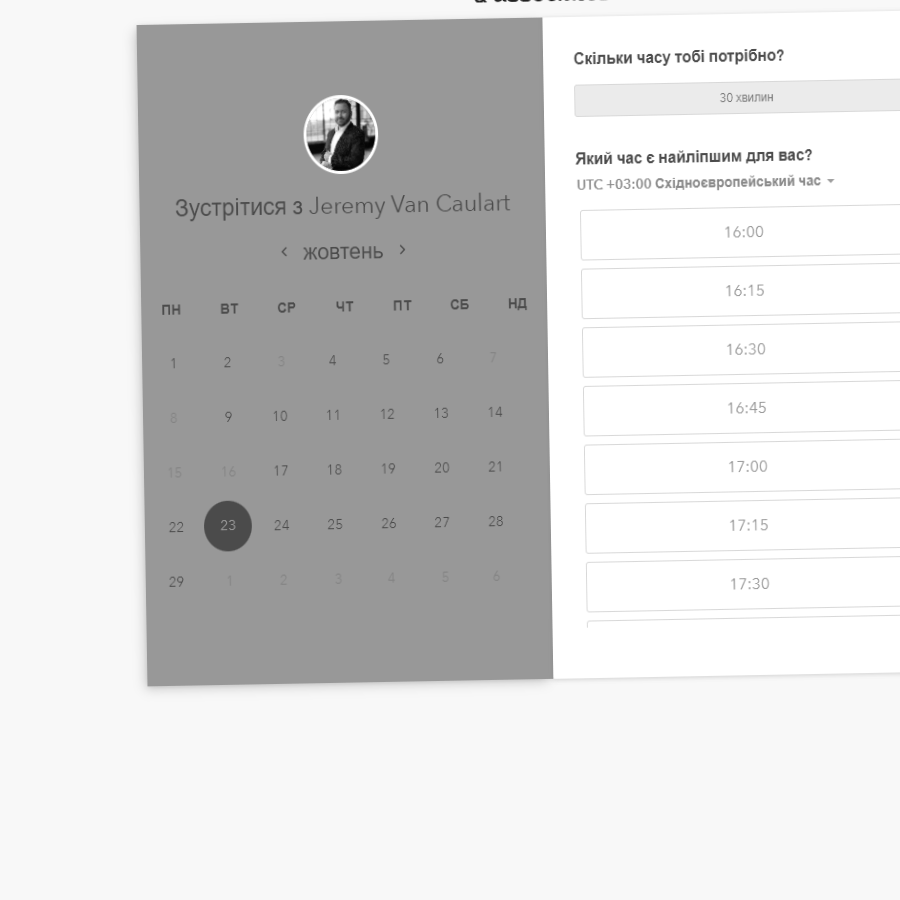 Зустрітися з Jeremy Van Caulart
‹ жовтень ›
ПН ВТ СР ЧТ ПТ СБ НД
1 2 3 4 5 6 7
8 9 10 11 12 13 14
15 16 17 18 19 20 21
22 23 24 25 26 27 28
29 1 2 3 4 5 6
Скільки часу тобі потрібно?
30 хвилин
Який час є найліпшим для вас?
UTC +03:00 Східноєвропейський час
16:00
16:15
16:30
16:45
17:00
17:15
17:30